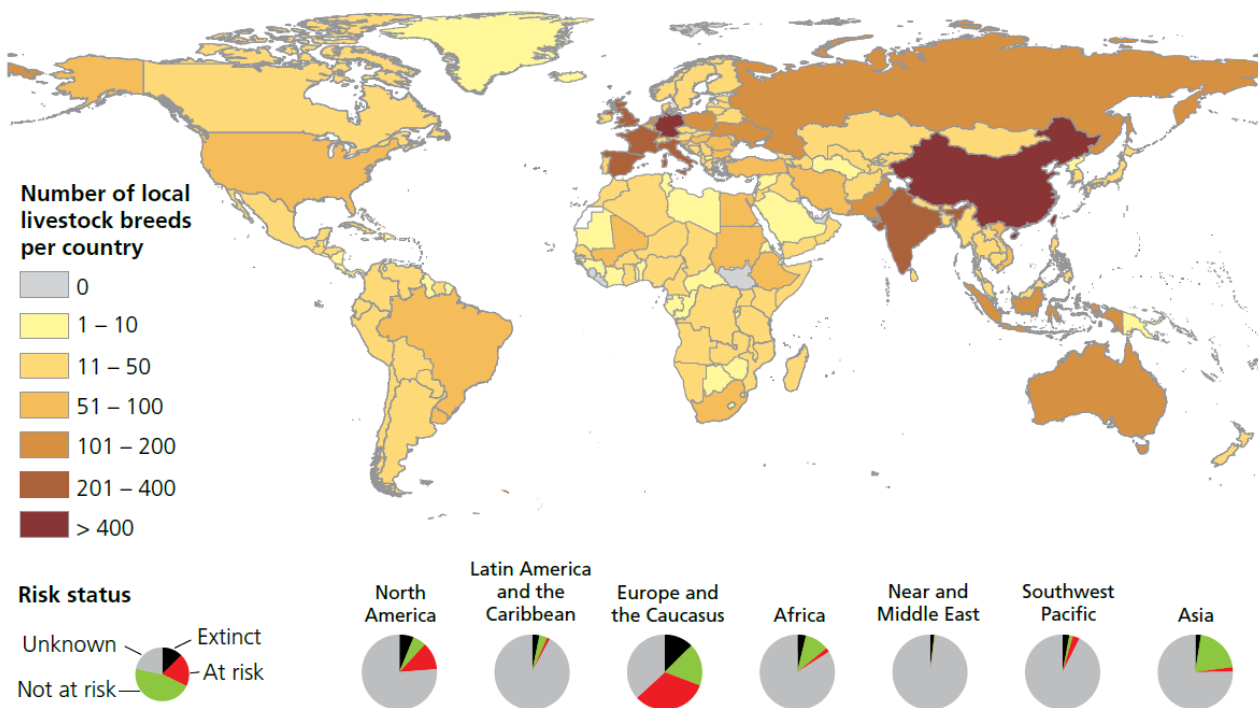 Number of local
livestock breeds
per country
0
1 – 10
11 – 50
51 – 100
101 – 200
201 – 400
> 400
Risk status
Unknown
Extinct
At risk
Not at risk
North
America
Latin America
and the
Caribbean
Europe and
the Caucasus
Africa
Near and
Middle East
Southwest
Pacific
Asia